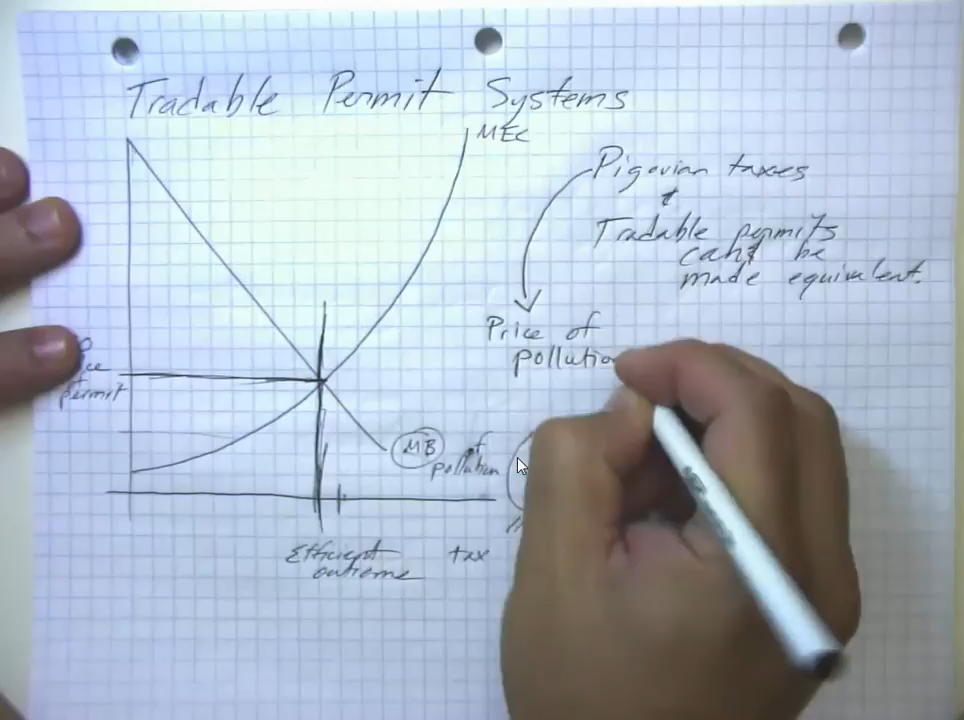 Tradable Permit Systems
MEC
Pigovian taxes
+
Tradable permits
can be
made equivalent.
Price of
pollution
permit
MB of
pollution
Efficient tax
outcome